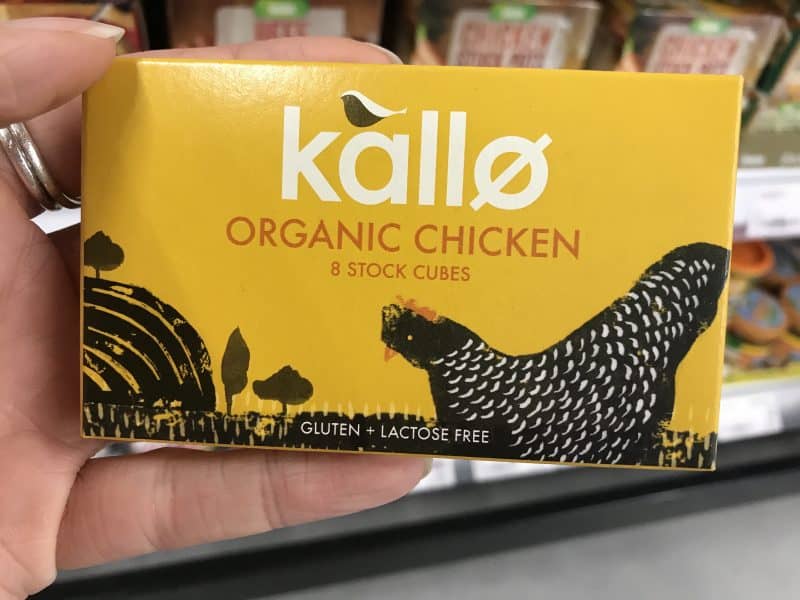 kallø
ORGANIC CHICKEN
8 STOCK CUBES
GLUTEN + LACTOSE FREE